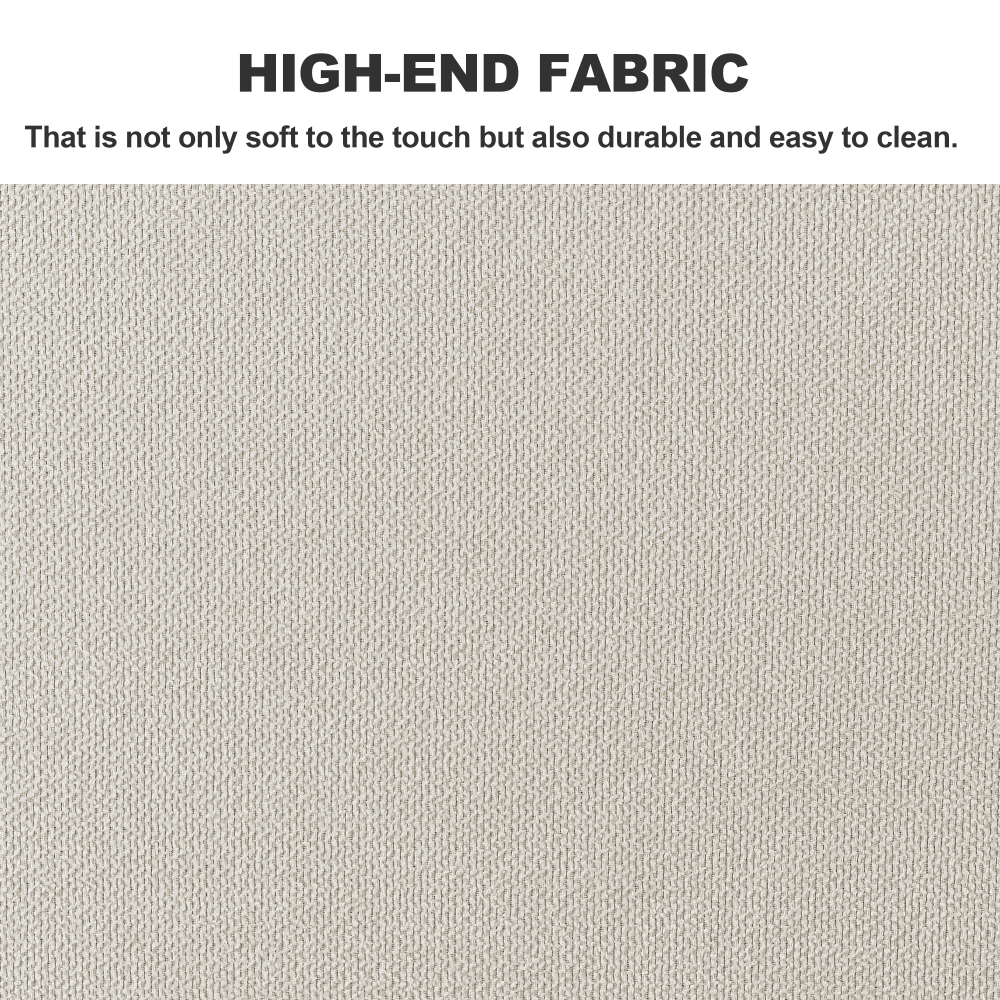 HIGH-END FABRIC
That is not only soft to the touch but also durable and easy to clean.